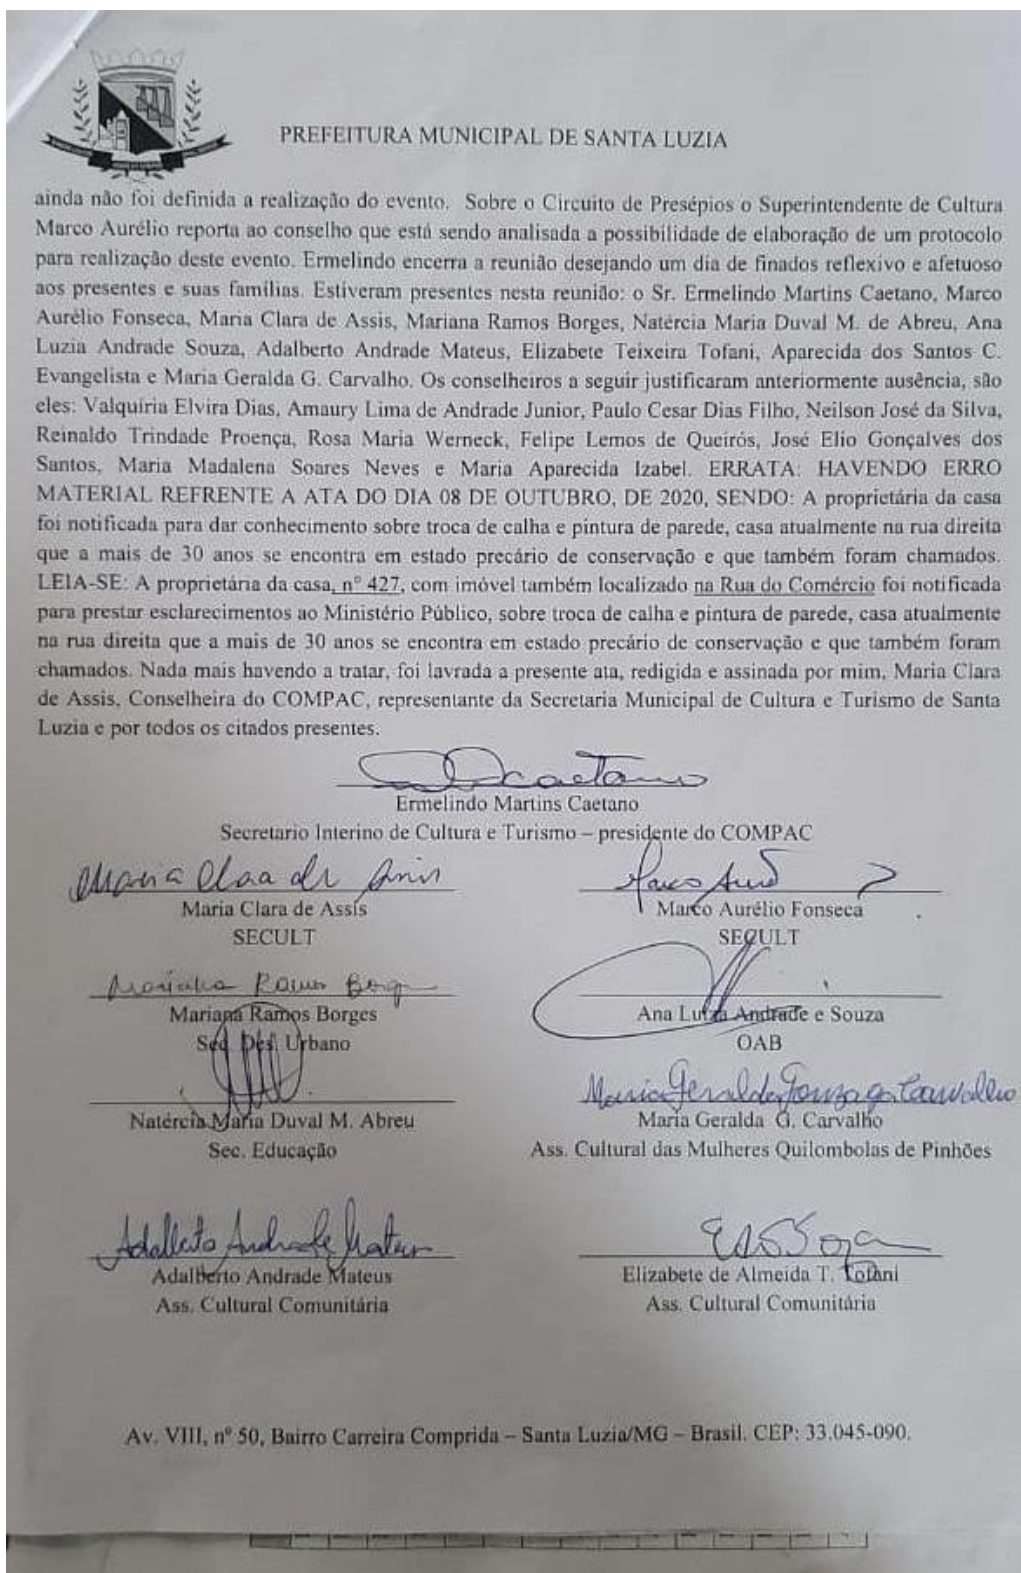 PREFEITURA MUNICIPAL DE SANTA LUZIA
ainda não foi definida a realização do evento. Sobre o Circuito de Presépios o Superintendente de Cultura
Marco Aurélio reporta ao conselho que está sendo analisada a possibilidade de elaboração de um protocolo
para realização deste evento. Ermelindo encerra a reunião desejando um dia de finados reflexivo e afetuoso
aos presentes e suas famílias. Estiveram presentes nesta reunião: o Sr. Ermelindo Martins Caetano, Marco
Aurélio Fonseca, Maria Clara de Assis, Mariana Ramos Borges, Natércia Maria Duval M. de Abreu, Ana
Luzia Andrade Souza, Adalberto Andrade Mateus, Elizabete Teixeira Tofani, Aparecida dos Santos C.
Evangelista e Maria Geralda G. Carvalho. Os conselheiros a seguir justificaram anteriormente ausência, são
eles: Valquíria Elvira Dias, Amaury Lima de Andrade Junior, Paulo Cesar Dias Filho, Neilson José da Silva,
Reinaldo Trindade Proença, Rosa Maria Werneck, Felipe Lemos de Queirós, José Elio Gonçalves dos
Santos, Maria Madalena Soares Neves e Maria Aparecida Izabel. ERRATA: HAVENDO ERRO
MATERIAL REFRENTE A ATA DO DIA 08 DE OUTUBRO, DE 2020, SENDO: A proprietária da casa
foi notificada para dar conhecimento sobre troca de calha e pintura de parede, casa atualmente na rua direita
que a mais de 30 anos se encontra em estado precário de conservação e que também foram chamados.
LEIA-SE: A proprietária da casa, nº 427, com imóvel também localizado na Rua do Comércio foi notificada
para prestar esclarecimentos ao Ministério Público, sobre troca de calha e pintura de parede, casa atualmente
na rua direita que a mais de 30 anos se encontra em estado precário de conservação e que também foram
chamados. Nada mais havendo a tratar, foi lavrada a presente ata, redigida e assinada por mim, Maria Clara
de Assis, Conselheira do COMPAC, representante da Secretaria Municipal de Cultura e Turismo de Santa
Luzia e por todos os citados presentes.
Caetano
Ermelindo Martins Caetano
Secretario Interino de Cultura e Turismo – presidente do COMPAC
Maria Clara de Assis
Marco
Maria Clara de Assis
Marco Aurélio Fonseca
SECULT
SECULT
Mariana Ramos Borges
Mariana Ramos Borges
Ana Luiza Andrade e Souza
Sec. Des. Urbano
OAB
Maria Geralda Gonzaga Carvalho
Natércia Maria Duval M. Abreu
Maria Geralda G. Carvalho
Sec. Educação
Ass. Cultural das Mulheres Quilombolas de Pinhões
Adalberto Andrade Mateus
Adalberto Andrade Mateus
Elizabete de Almeida T. Tofani
Ass. Cultural Comunitária
Ass. Cultural Comunitária
Av. VIII, nº 50, Bairro Carreira Comprida – Santa Luzia/MG – Brasil. CEP: 33.045-090.